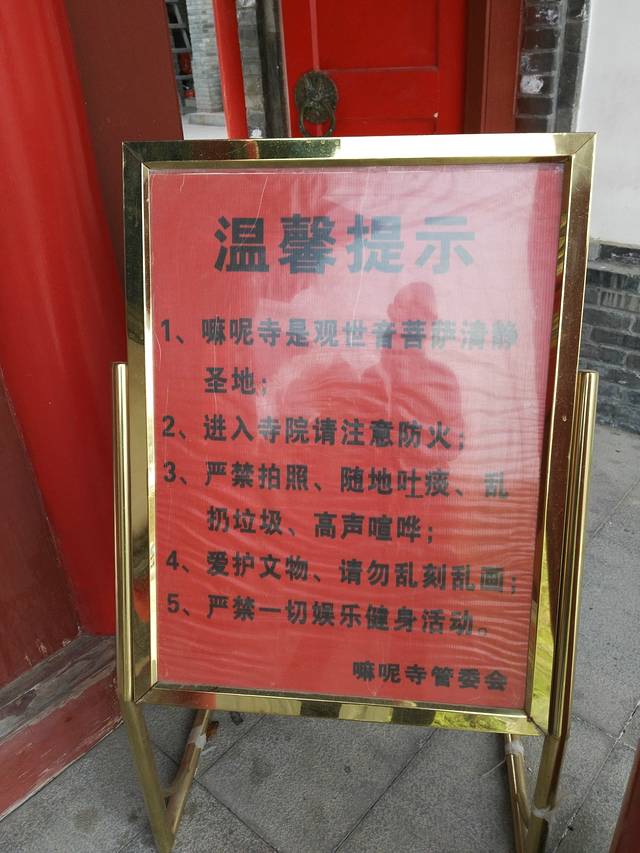 温馨提示
1、嘛呢寺是观世音菩萨清静
圣地；
2、进入寺院请注意防火；
3、严禁拍照、随地吐痰、乱
扔垃圾、高声喧哗；
4、爱护文物、请勿乱刻乱画；
5、严禁一切娱乐健身活动。
嘛呢寺管委会